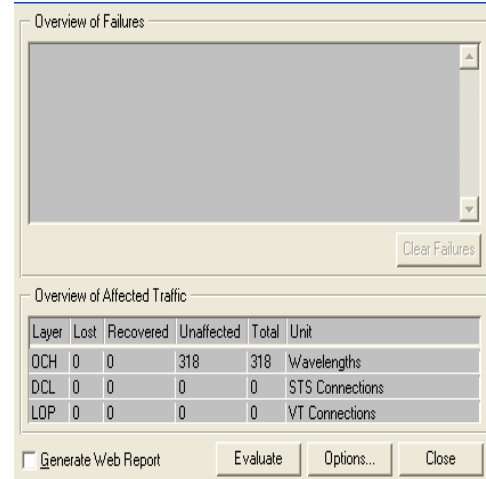 Overview of Failures
Clear Failures
Overview of Affected Traffic
Layer Lost Recovered Unaffected Total Unit
OCH 0 0 318 318 Wavelengths
DCL 0 0 0 0 STS Connections
LOP 0 0 0 0 VT Connections
Generate Web Report Evaluate Options... Close